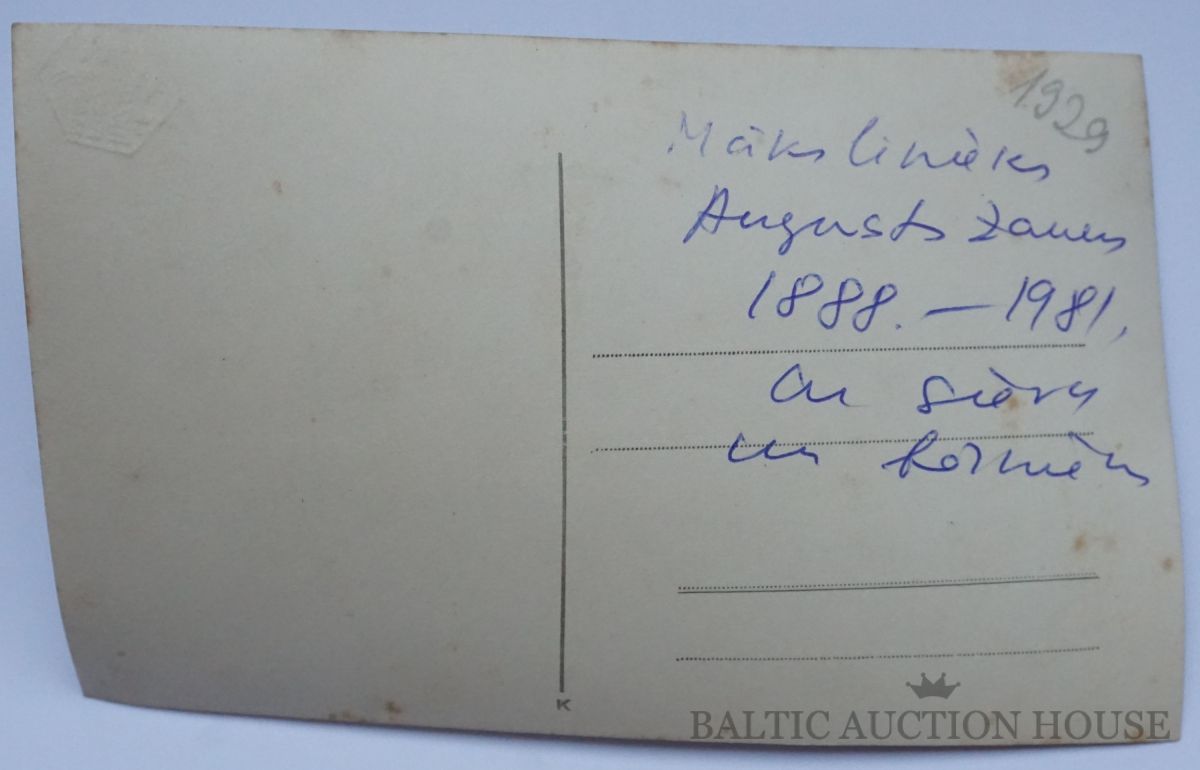 1929
Mākslinieks
Augusts Zauers
1888. – 1981,
ar sievu
un
K
BALTIC AUCTION HOUSE